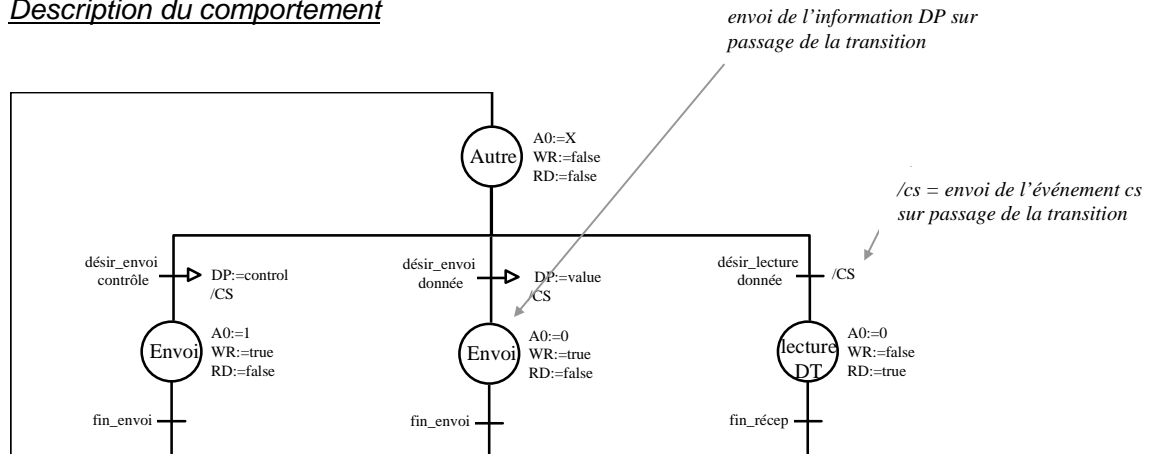 Description du comportement
envoi de l'information DP sur
passage de la transition
Autre
A0:=X
WR:=false
RD:=false
/cs = envoi de l'événement cs
sur passage de la transition
désir_envoi
contrôle
DP:=control
/CS
désir_envoi
donnée
DP:=value
/CS
désir_lecture
donnée
/CS
Envoi
A0:=1
WR:=true
RD:=false
Envoi
A0:=0
WR:=true
RD:=false
lecture
DT
A0:=0
WR:=false
RD:=true
fin_envoi
fin_envoi
fin_récep